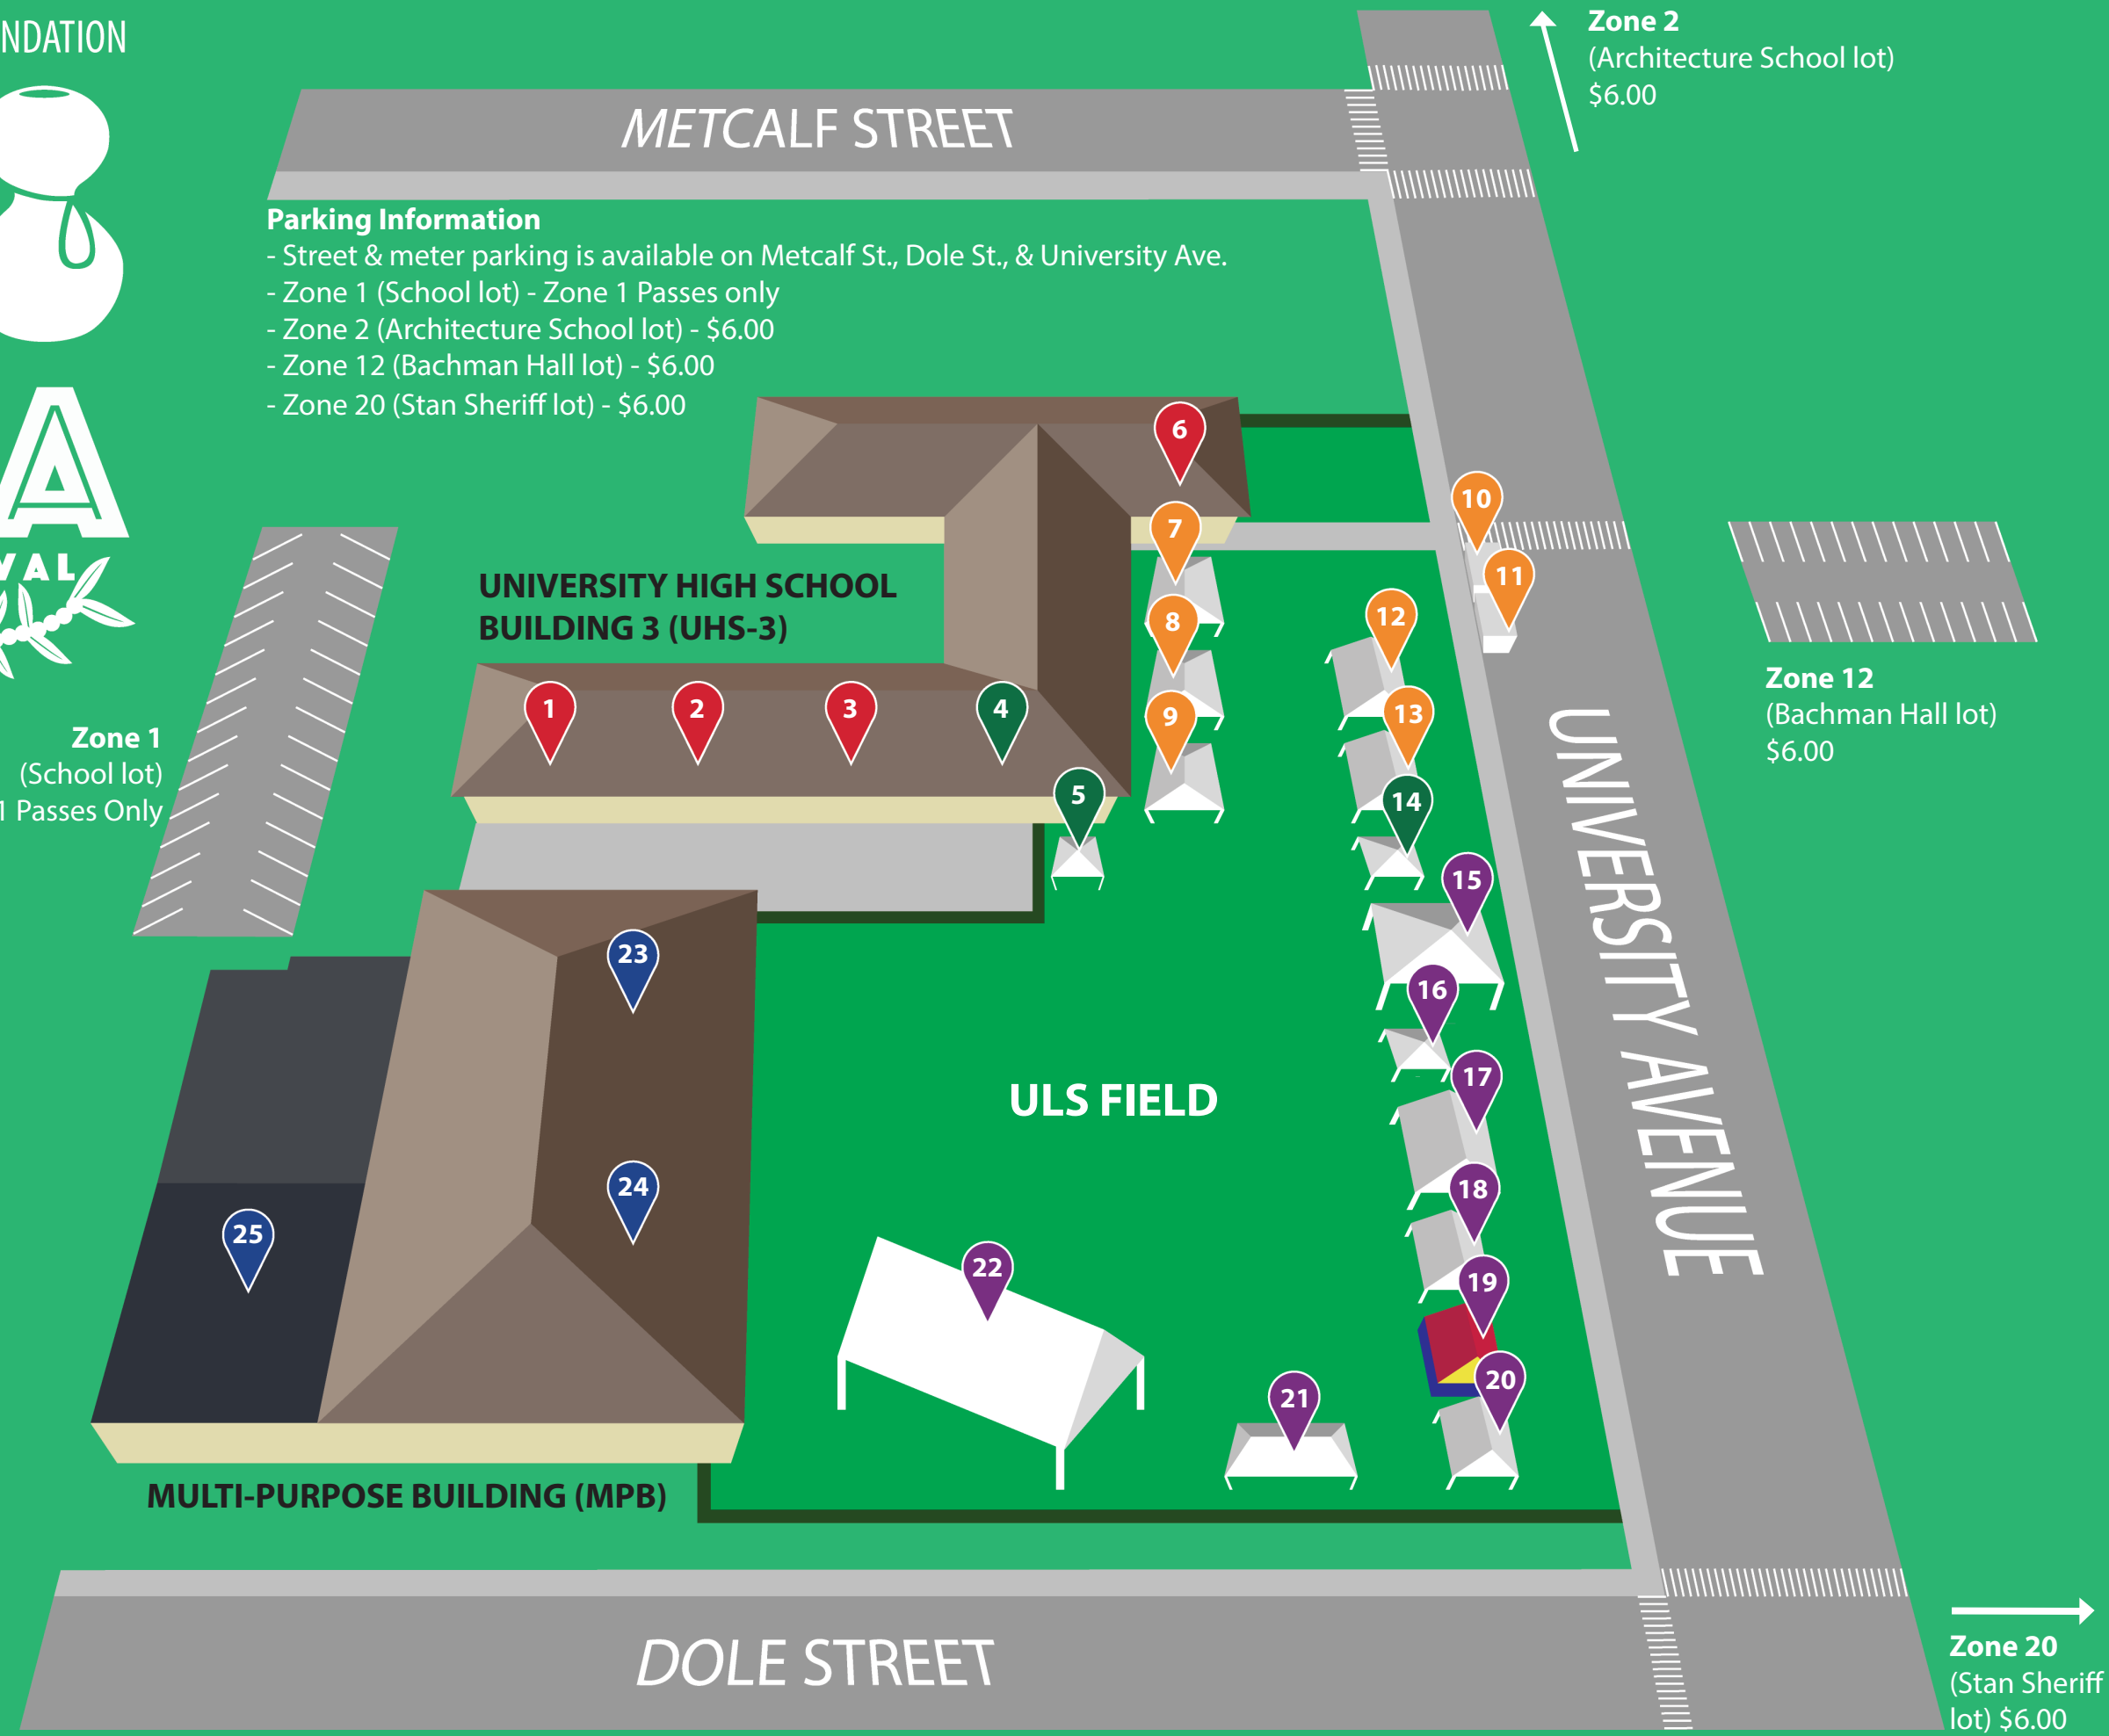 NDATION
A
VAL
Zone 2
(Architecture School lot)
$6.00
METCALF STREET
Parking Information
- Street & meter parking is available on Metcalf St., Dole St., & University Ave.
- Zone 1 (School lot) - Zone 1 Passes only
- Zone 2 (Architecture School lot) - $6.00
- Zone 12 (Bachman Hall lot) - $6.00
- Zone 20 (Stan Sheriff lot) - $6.00
6
10
7
11
UNIVERSITY HIGH SCHOOL
BUILDING 3 (UHS-3)
8
12
Zone 12
(Bachman Hall lot)
$6.00
1
2
3
4
9
13
Zone 1
(School lot)
1 Passes Only
5
14
15
UNIVERSITY AVENUE
23
16
17
ULS FIELD
24
18
25
22
19
20
21
MULTI-PURPOSE BUILDING (MPB)
DOLE STREET
Zone 20
(Stan Sheriff
lot) $6.00